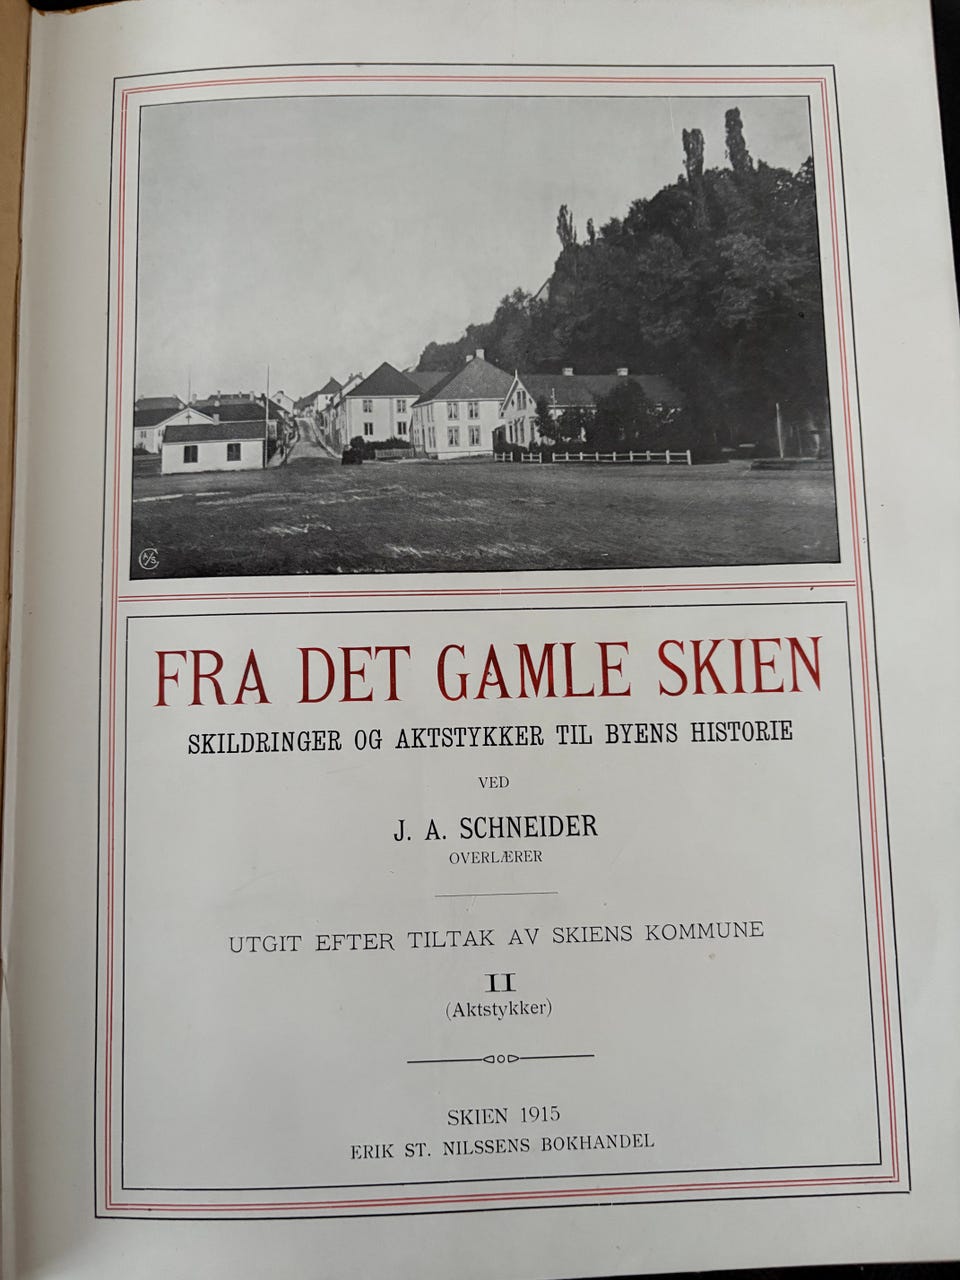 FRA DET GAMLE SKIEN
SKILDRINGER OG AKTSTYKKER TIL BYENS HISTORIE
VED
J. A. SCHNEIDER
OVERLÆRER
UTGIT EFTER TILTAK AV SKIENS KOMMUNE
II
(Aktstykker)
SKIEN 1915
ERIK ST. NILSSENS BOKHANDEL